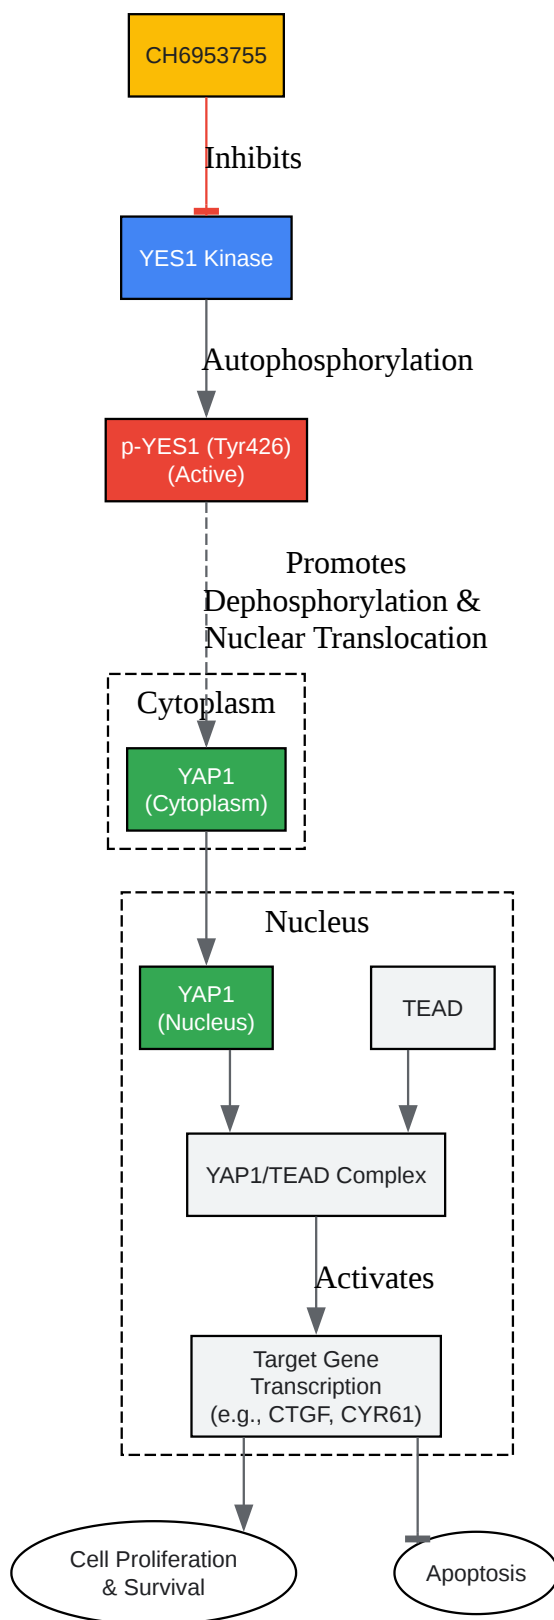 CH6953755
Inhibits
YES1 Kinase
Autophosphorylation
p-YES1 (Tyr426)
(Active)
Promotes
Dephosphorylation &
Nuclear Translocation
Cytoplasm
YAP1
(Cytoplasm)
Nucleus
YAP1
(Nucleus)
TEAD
YAP1/TEAD Complex
Activates
Target Gene
Transcription
(e.g., CTGF, CYR61)
Cell Proliferation
& Survival
Apoptosis